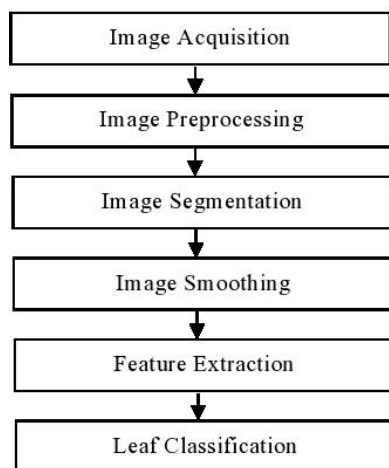 Image Acquisition
Image Preprocessing
Image Segmentation
Image Smoothing
Feature Extraction
Leaf Classification